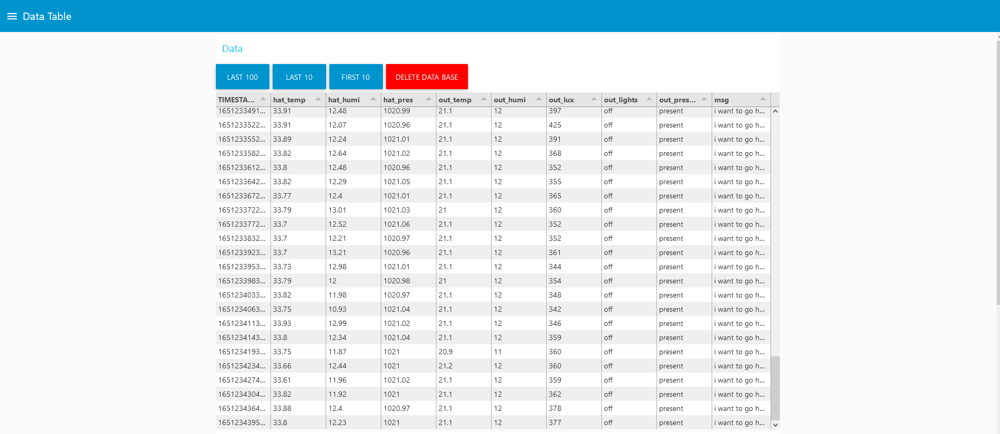 Data Table
Data
LAST 100 LAST 10 FIRST 10 DELETE DATA BASE
TIMESTA... hat_temp hat_humi hat_pres out_temp out_humi out_lux out_lights out_pres... msg
1651233491... 33.91 12.48 1020.99 21.1 12 397 off present i want to go h...
1651233522... 33.91 12.07 1020.96 21.1 12 425 off present i want to go h...
1651233552... 33.89 12.24 1021.01 21.1 12 391 off present i want to go h...
1651233582... 33.82 12.64 1021.02 21.1 12 368 off present i want to go h...
1651233612... 33.8 12.48 1020.96 21.1 12 352 off present i want to go h...
1651233642... 33.82 12.29 1021.05 21.1 12 355 off present i want to go h...
1651233672... 33.77 12.4 1021.01 21.1 12 365 off present i want to go h...
1651233722... 33.79 13.01 1021.03 21 12 360 off present i want to go h...
1651233772... 33.7 12.52 1021.06 21.1 12 352 off present i want to go h...
1651233832... 33.7 12.21 1020.97 21.1 12 352 off present i want to go h...
1651233923... 33.7 13.21 1020.96 21.1 12 361 off present i want to go h...
1651233953... 33.73 12.98 1021.01 21.1 12 344 off present i want to go h...
1651233983... 33.79 12 1020.98 21 12 354 off present i want to go h...
1651234033... 33.82 11.98 1020.97 21.1 12 348 off present i want to go h...
1651234063... 33.75 10.93 1021.04 21.1 12 342 off present i want to go h...
1651234113... 33.93 12.99 1021.02 21.1 12 346 off present i want to go h...
1651234143... 33.8 12.34 1021.04 21.1 12 359 off present i want to go h...
1651234193... 33.75 11.87 1021 20.9 11 360 off present i want to go h...
1651234234... 33.66 12.44 1021 21.2 12 360 off present i want to go h...
1651234274... 33.61 11.96 1021.02 21.1 12 359 off present i want to go h...
1651234304... 33.82 11.92 1021 21.1 12 362 off present i want to go h...
1651234364... 33.88 12.4 1020.97 21.1 12 378 off present i want to go h...
1651234395... 33.8 12.23 1021 21.1 12 377 off present i want to go h...